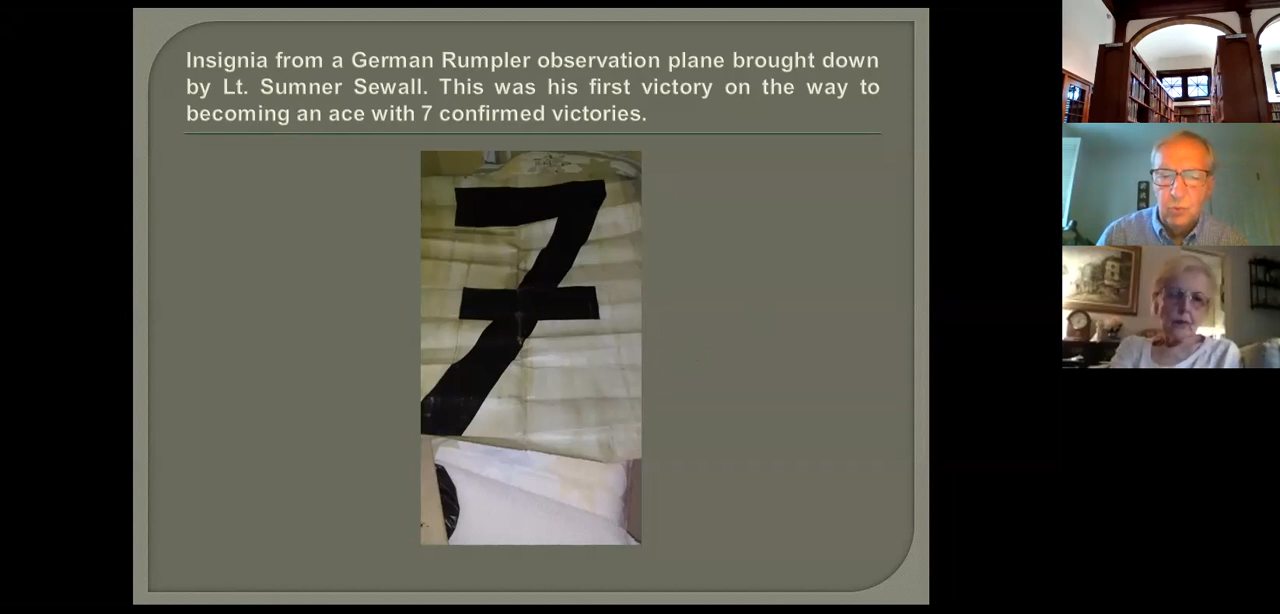 Insignia from a German Rumpler observation plane brought down
by Lt. Sumner Sewall. This was his first victory on the way to
becoming an ace with 7 confirmed victories.
7